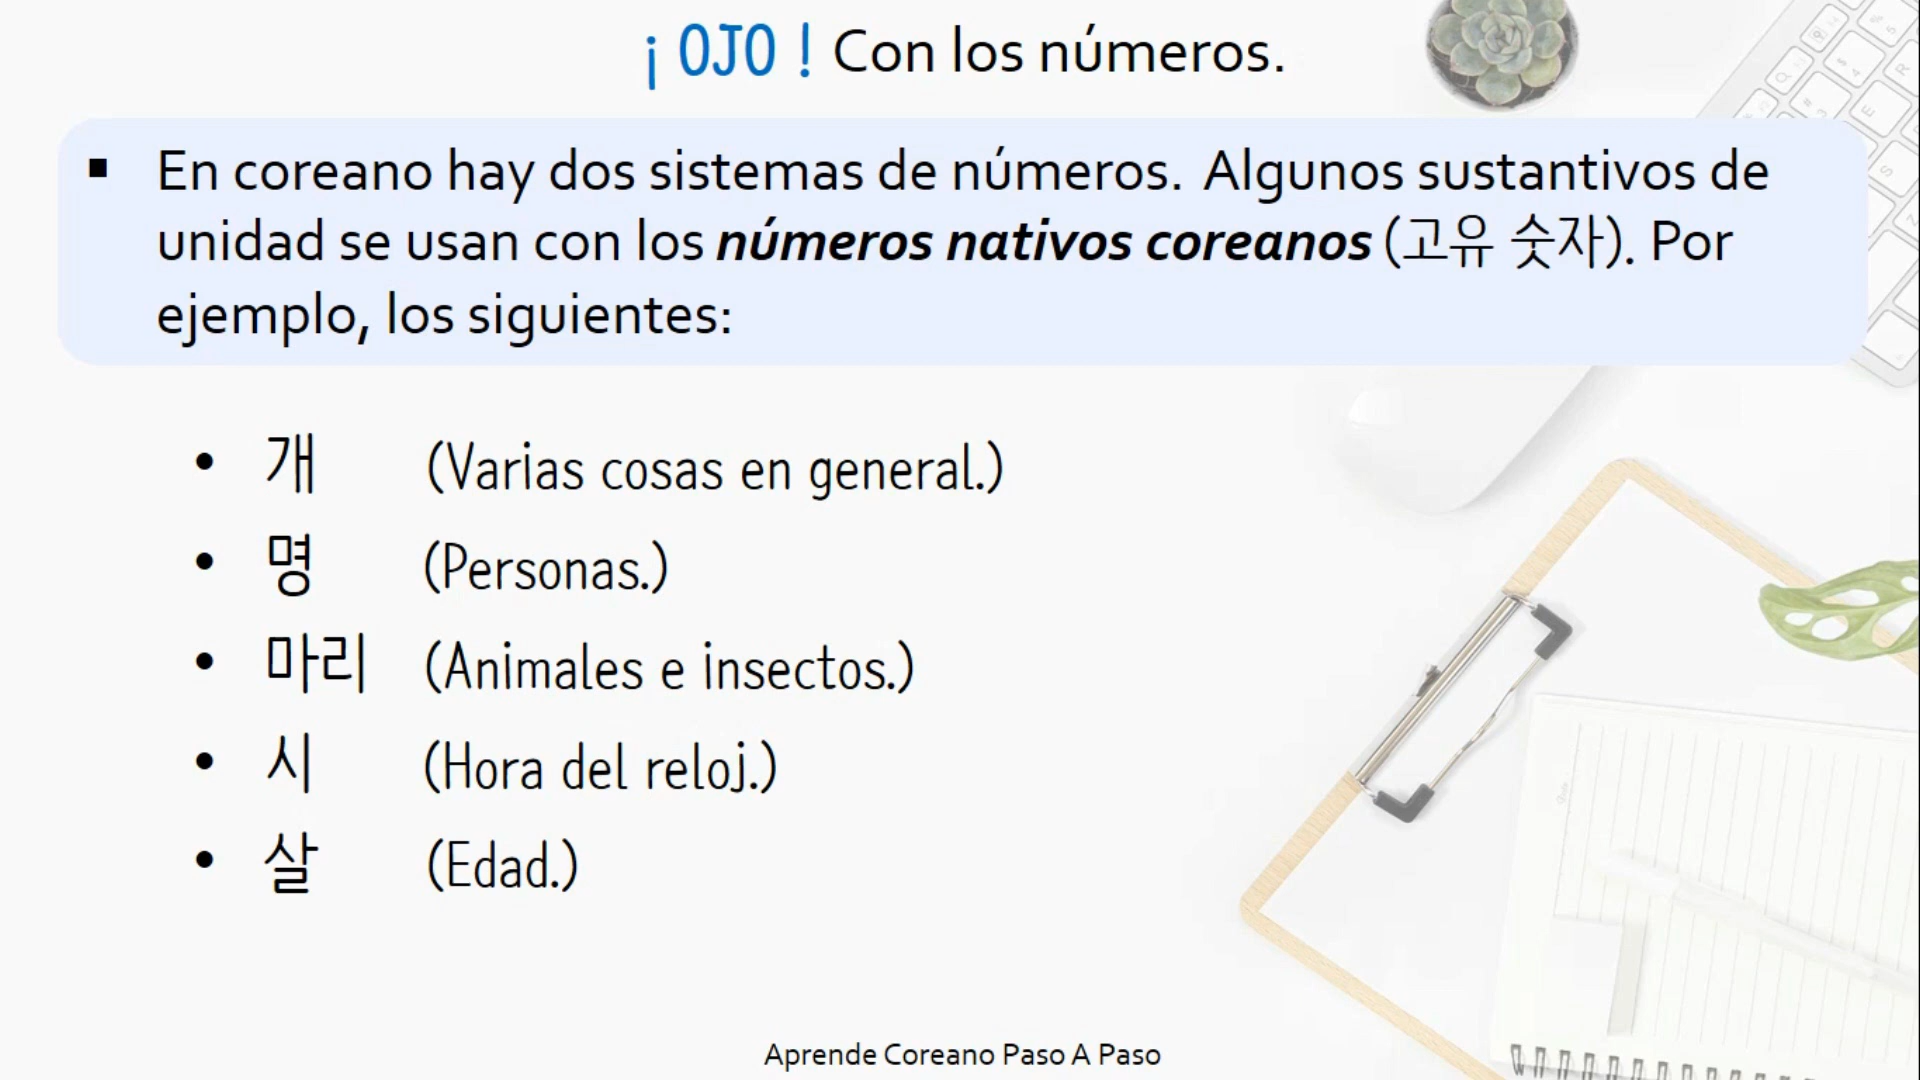 ¡ OJO ! Con los números.
▪ En coreano hay dos sistemas de números. Algunos sustantivos de
unidad se usan con los números nativos coreanos (고유 숫자). Por
ejemplo, los siguientes:
• 개 (Varias cosas en general.)
• 명 (Personas.)
• 마리 (Animales e insectos.)
• 시 (Hora del reloj.)
• 살 (Edad.)
Aprende Coreano Paso A Paso